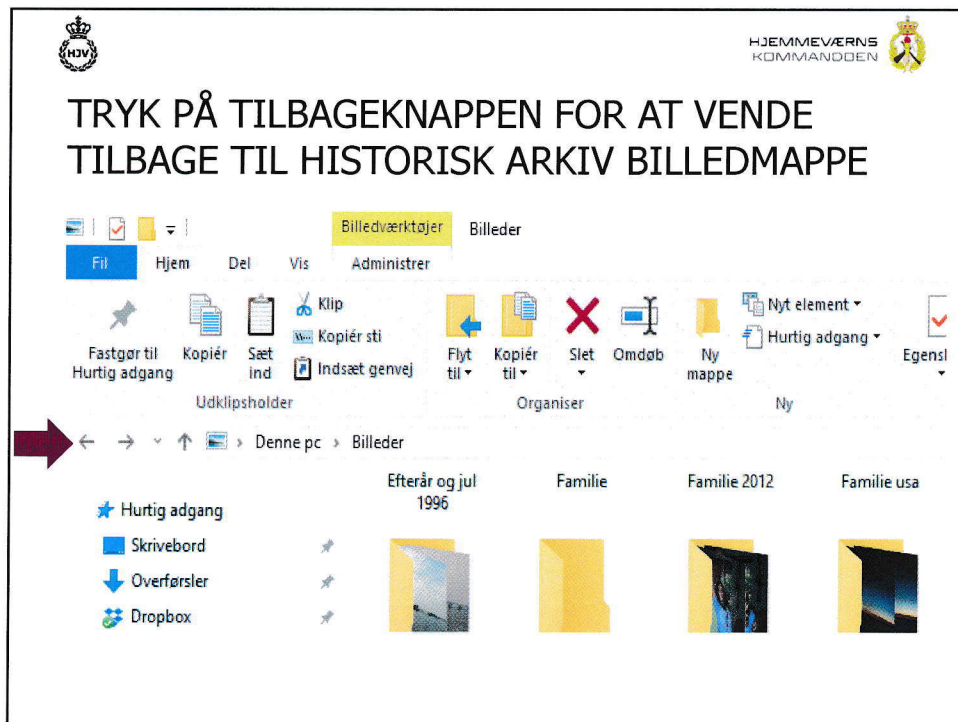 HJV
HJEMMEVÆRNS
KOMMANDOEN
TRYK PÅ TILBAGEKNAPPEN FOR AT VENDE
TILBAGE TIL HISTORISK ARKIV BILLEDMAPPE
Billedværktøjer Billeder
Fil Hjem Del Vis Administrer
Fastgør til
Hurtig adgang
Kopiér
Sæt
ind
Klip
Kopiér sti
Indsæt genvej
Udklipsholder
Flyt
til
Kopiér
til
Slet
Omdøb
Organiser
Ny
mappe
Nyt element
Hurtig adgang
Ny
Egensl
Denne pc > Billeder
Hurtig adgang
Skrivebord
Overførsler
Dropbox
Efterår og jul
1996
Familie
Familie 2012
Familie usa